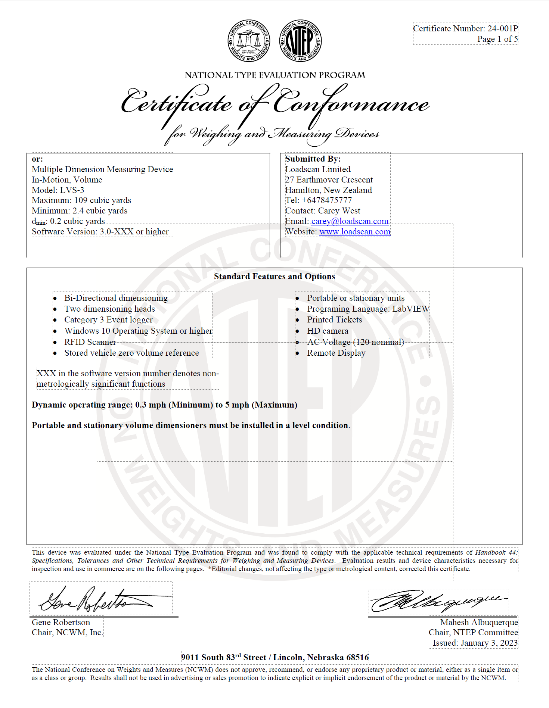 Certificate Number: 24-001P
Page 1 of 5
NTEP
NATIONAL TYPE EVALUATION PROGRAM
Certificate of Conformance
for Weighing and Measuring Devices
or:
Multiple Dimension Measuring Device
In-Motion, Volume
Model: LVS-3
Maximum: 109 cubic yards
Minimum: 2.4 cubic yards
dmin: 0.2 cubic yards
Software Version: 3.0-XXX or higher
Submitted By:
Loadscan Limited
27 Earthmover Crescent
Hamilton, New Zealand
Tel: +6478475777
Contact: Carey West
Email: carey@loadscan.com
Website: www.loadscan.com
Standard Features and Options
• Bi-Directional dimensioning
• Two dimensioning heads
• Category 3 Event logger
• Windows 10 Operating System or higher
• RFID Scanner
• Stored vehicle zero volume reference
• Portable or stationary units
• Programing Language: LabVIEW
• Printed Tickets
• HD camera
• AC Voltage (120 nominal)
• Remote Display
XXX in the software version number denotes non-
metrologically significant functions
Dynamic operating range: 0.3 mph (Minimum) to 5 mph (Maximum)
Portable and stationary volume dimensioners must be installed in a level condition.
This device was evaluated under the National Type Evaluation Program and was found to comply with the applicable technical requirements of Handbook 44:
Specifications, Tolerances and Other Technical Requirements for Weighing and Measuring Devices. Evaluation results and device characteristics necessary for
inspection and use in commerce are on the following pages. *Editorial changes, not affecting the type or metrological content, corrected this certificate.
Gene Robertson
Chair, NCWM, Inc.
Mahesh Albuquerque
Chair, NTEP Committee
Issued: January 3, 2023
9011 South 83rd Street / Lincoln, Nebraska 68516
The National Conference on Weights and Measures (NCWM) does not approve, recommend, or endorse any proprietary product or material, either as a single item or
as a class or group. Results shall not be used in advertising or sales promotion to indicate explicit or implicit endorsement of the product or material by the NCWM.